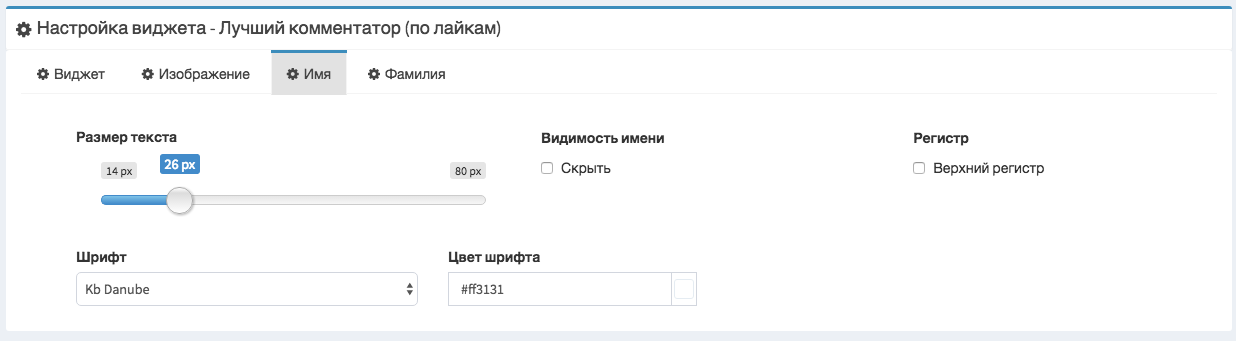 Настройка виджета - Лучший комментатор (по лайкам)
Виджет Изображение Имя Фамилия
Размер текста Видимость имени Регистр
14 px 26 px 80 px Скрыть Верхний регистр
Шрифт Цвет шрифта
Kb Danube #ff3131